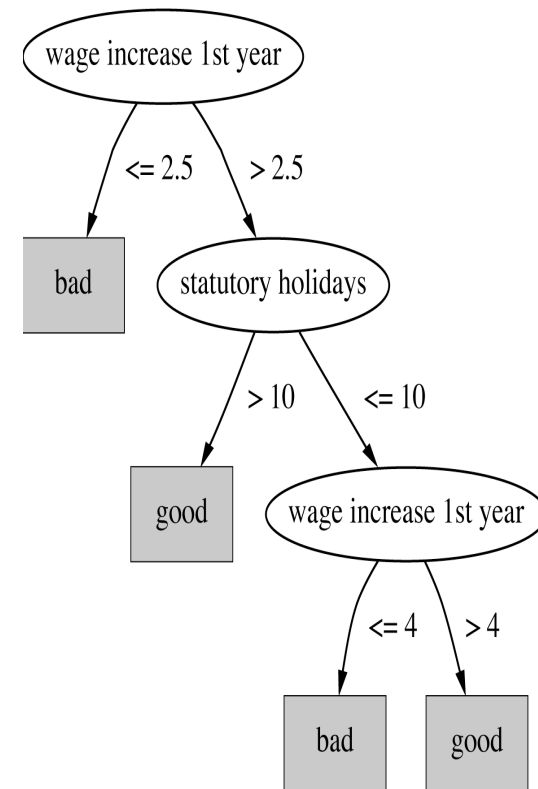 wage increase 1st year
<= 2.5
> 2.5
bad
statutory holidays
> 10
<= 10
good
wage increase 1st year
<= 4
> 4
bad
good